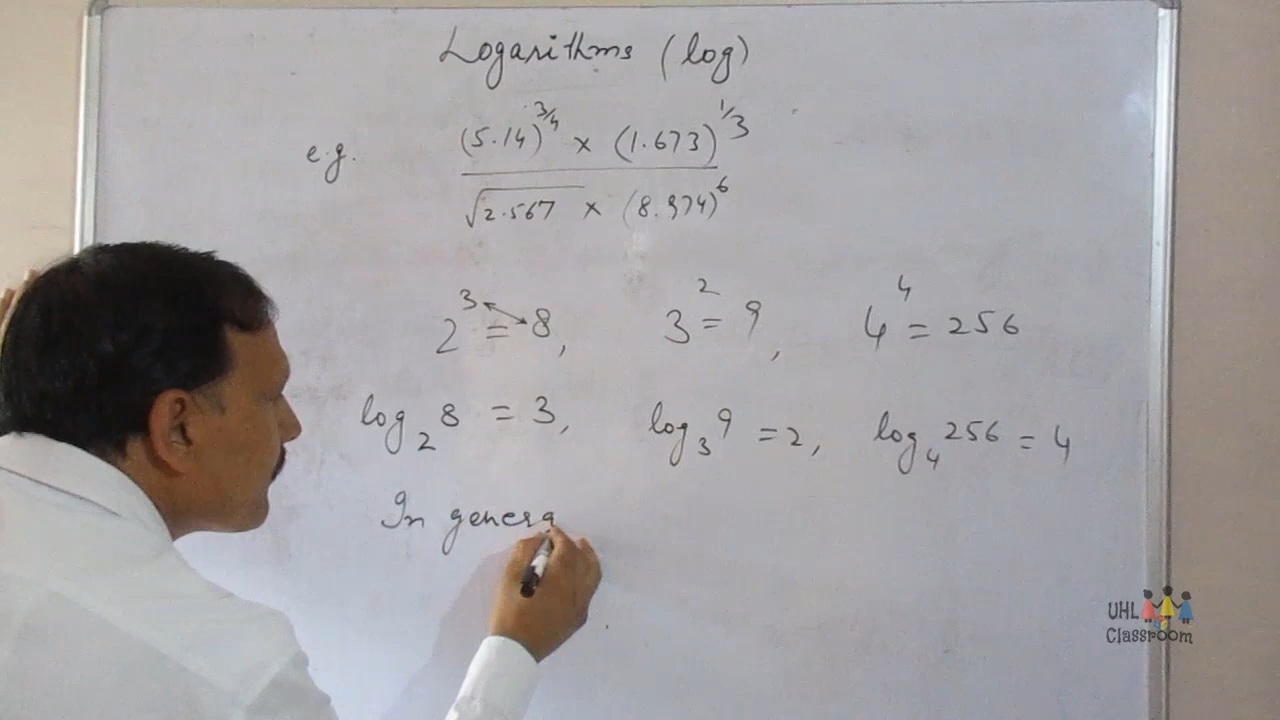 Logarithms (log)
e.g. (5.14)^3/4 × (1.673)^1/3
√2.567 × (8.974)^6
2^3 = 8, 3^2 = 9, 4^4 = 256
log_2 8 = 3, log_3 9 = 2, log_4 256 = 4
In genera
UHL
Classroom